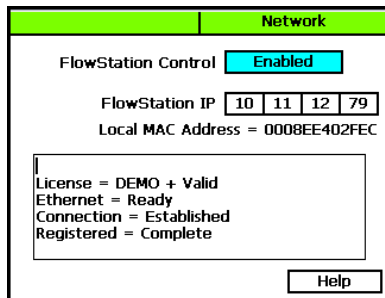 Network
FlowStation Control Enabled
FlowStation IP 10 11 12 79
Local MAC Address = 0008EE402FEC
License = DEMO + Valid
Ethernet = Ready
Connection = Established
Registered = Complete
Help